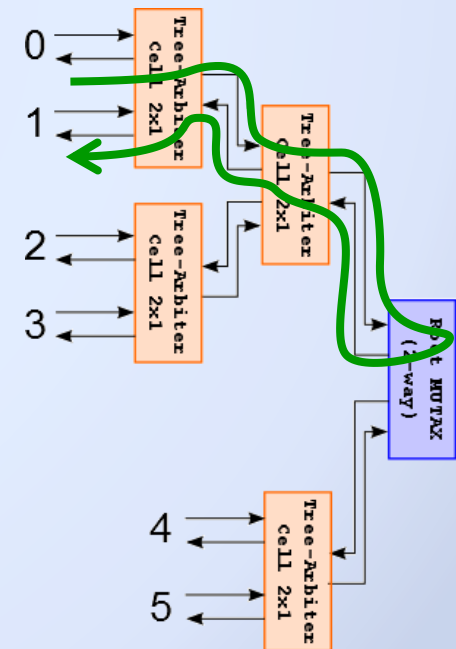 0
1
Tree-Arbiter
Cell 2x1
Tree-Arbiter
Cell 2x1
2
3
Tree-Arbiter
Cell 2x1
Root MUTAX
(2-way)
4
5
Tree-Arbiter
Cell 2x1